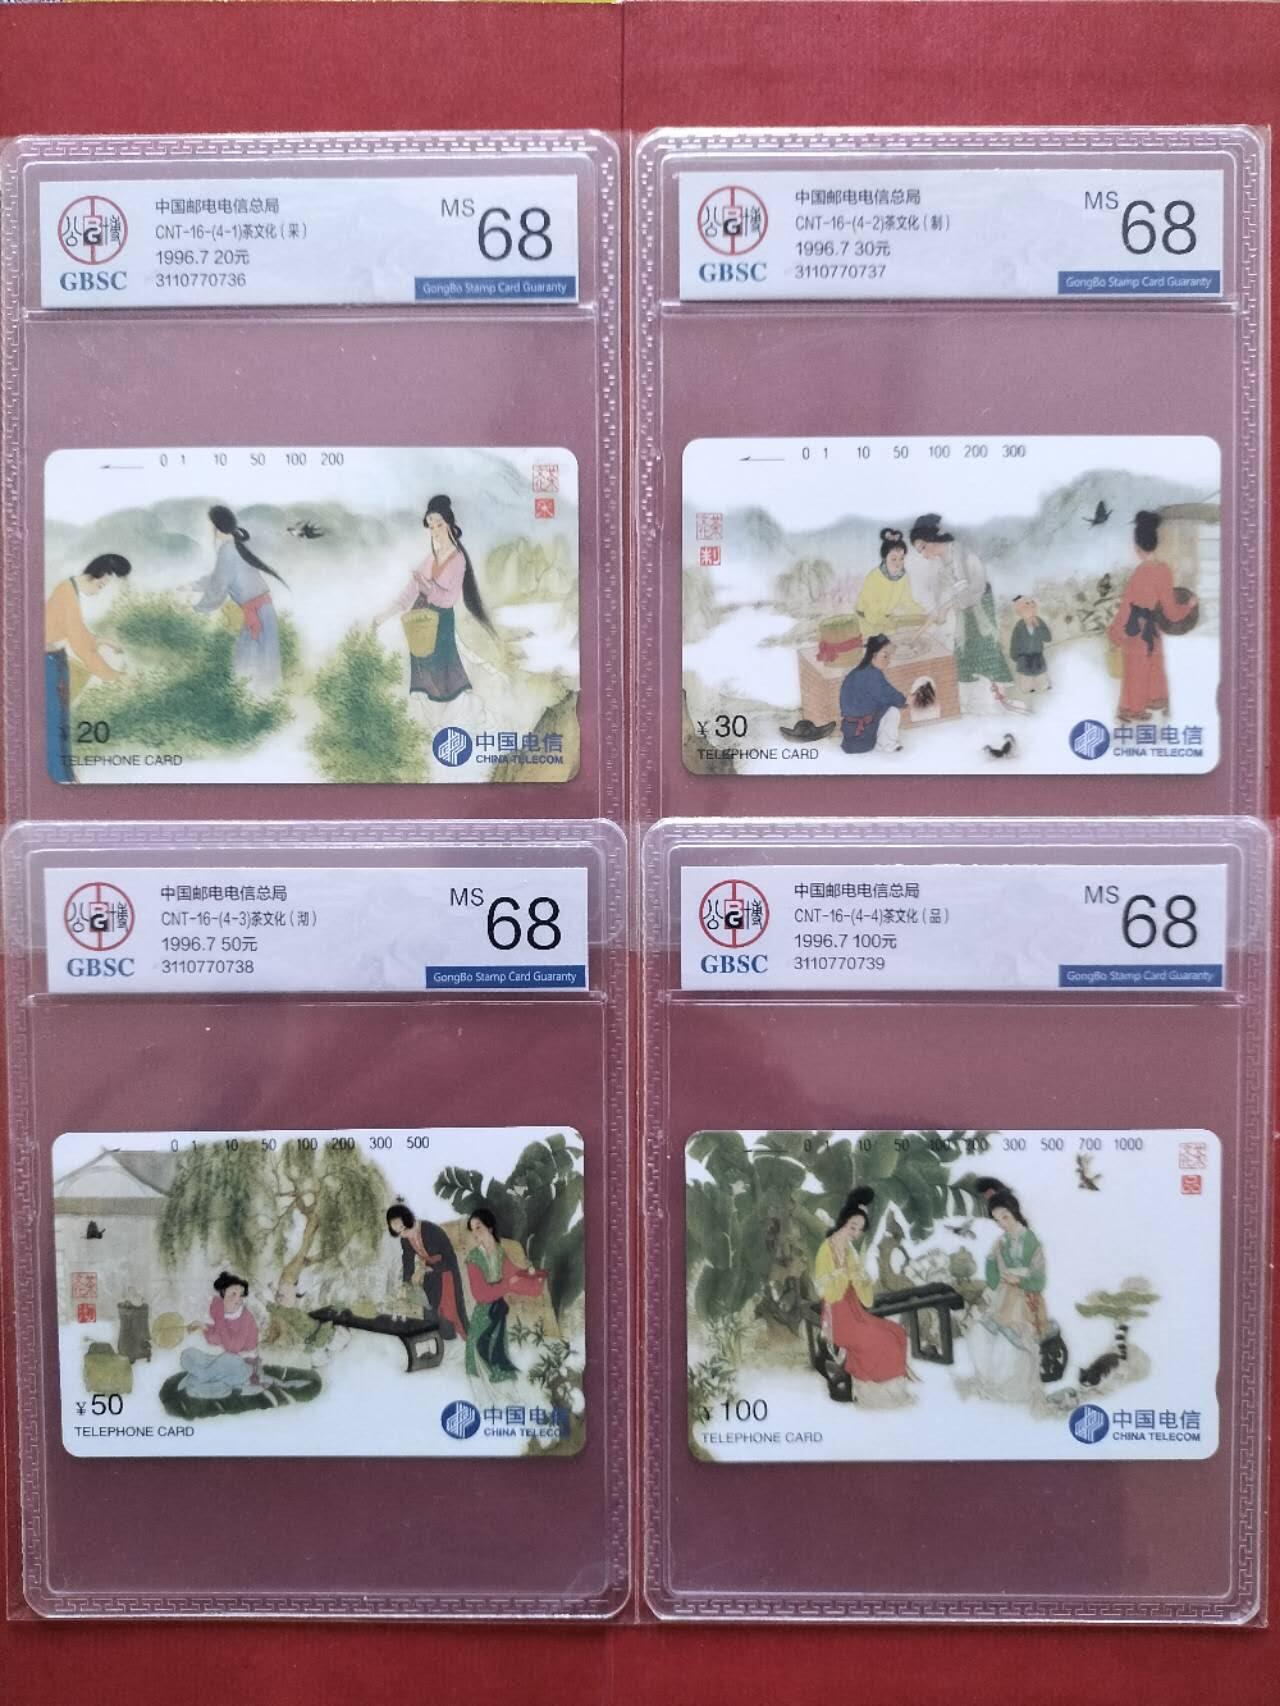 中国邮电电信总局
CNT-16-(4-1)茶文化(采)
1996.7 20元
3110770736
GBSC
MS 68
GongBo Stamp Card Guaranty
0 1 10 50 100 200
采
¥20
TELEPHONE CARD
中国电信
CHINA TELECOM
中国邮电电信总局
CNT-16-(4-2)茶文化(制)
1996.7 30元
3110770737
GBSC
MS 68
GongBo Stamp Card Guaranty
0 1 10 50 100 200 300
制
¥30
TELEPHONE CARD
中国电信
CHINA TELECOM
中国邮电电信总局
CNT-16-(4-3)茶文化(沏)
1996.7 50元
3110770738
GBSC
MS 68
GongBo Stamp Card Guaranty
0 1 10 50 100 200 300 500
沏
¥50
TELEPHONE CARD
中国电信
CHINA TELECOM
中国邮电电信总局
CNT-16-(4-4)茶文化(品)
1996.7 100元
3110770739
GBSC
MS 68
GongBo Stamp Card Guaranty
0 1 10 50 100 200 300 500 700 1000
品
¥100
TELEPHONE CARD
中国电信
CHINA TELECOM